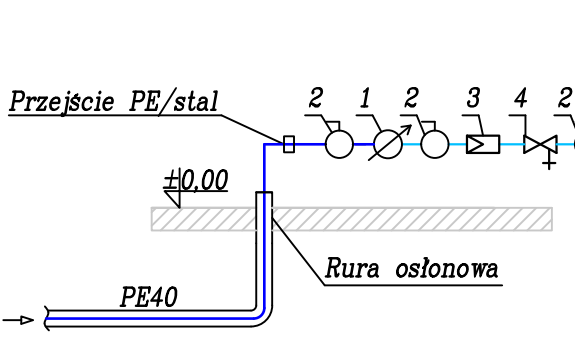 Przejście PE/stal
2 1 2 3 4 2
±0,00
Rura osłonowa
PE40